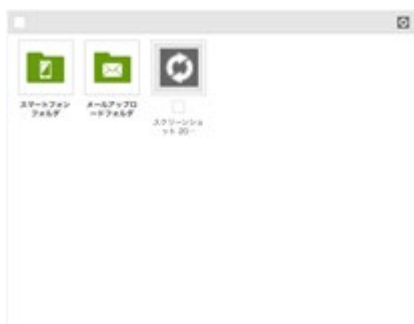 スマートフォン
フォルダ
メールアップロ
ードフォルダ
スクリーンショ
ット 20…